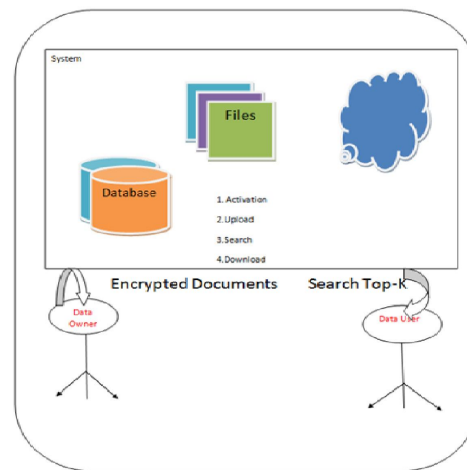 System
Files
Database
1. Activation
2.Upload
3.Search
4.Download
Encrypted Documents
Search Top-K
Data
Owner
Data User